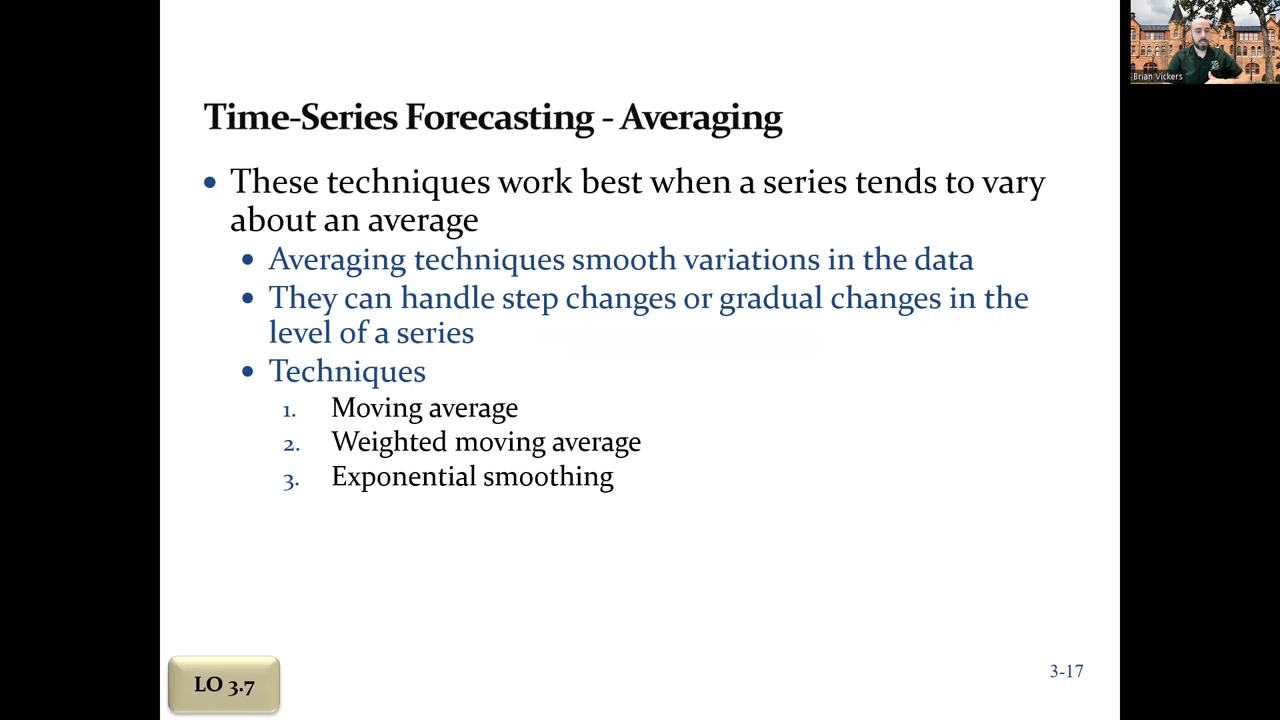 Time-Series Forecasting - Averaging
• These techniques work best when a series tends to vary
about an average
• Averaging techniques smooth variations in the data
• They can handle step changes or gradual changes in the
level of a series
• Techniques
1. Moving average
2. Weighted moving average
3. Exponential smoothing
LO 3.7
3-17
Brian Vickers